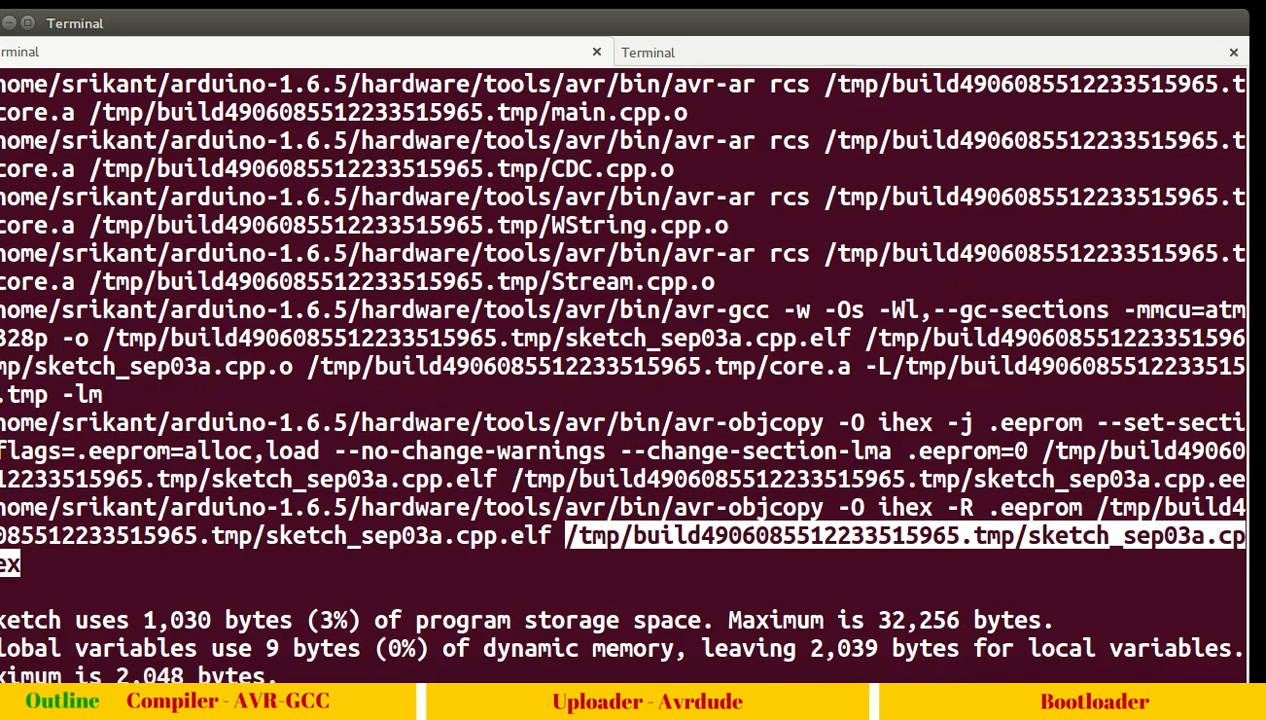 Terminal
rminal × Terminal ×
home/srikant/arduino-1.6.5/hardware/tools/avr/bin/avr-ar rcs /tmp/build4906085512233515965.t
core.a /tmp/build4906085512233515965.tmp/main.cpp.o
home/srikant/arduino-1.6.5/hardware/tools/avr/bin/avr-ar rcs /tmp/build4906085512233515965.t
core.a /tmp/build4906085512233515965.tmp/CDC.cpp.o
home/srikant/arduino-1.6.5/hardware/tools/avr/bin/avr-ar rcs /tmp/build4906085512233515965.t
core.a /tmp/build4906085512233515965.tmp/WString.cpp.o
home/srikant/arduino-1.6.5/hardware/tools/avr/bin/avr-ar rcs /tmp/build4906085512233515965.t
core.a /tmp/build4906085512233515965.tmp/Stream.cpp.o
home/srikant/arduino-1.6.5/hardware/tools/avr/bin/avr-gcc -w -Os -Wl,--gc-sections -mmcu=atm
328p -o /tmp/build4906085512233515965.tmp/sketch_sep03a.cpp.elf /tmp/build490608551223351596
mp/sketch_sep03a.cpp.o /tmp/build4906085512233515965.tmp/core.a -L/tmp/build4906085512233515
.tmp -lm
home/srikant/arduino-1.6.5/hardware/tools/avr/bin/avr-objcopy -O ihex -j .eeprom --set-secti
flags=.eeprom=alloc,load --no-change-warnings --change-section-lma .eeprom=0 /tmp/build49060
12233515965.tmp/sketch_sep03a.cpp.elf /tmp/build4906085512233515965.tmp/sketch_sep03a.cpp.ee
home/srikant/arduino-1.6.5/hardware/tools/avr/bin/avr-objcopy -O ihex -R .eeprom /tmp/build4
085512233515965.tmp/sketch_sep03a.cpp.elf /tmp/build4906085512233515965.tmp/sketch_sep03a.cp
ex
ketch uses 1,030 bytes (3%) of program storage space. Maximum is 32,256 bytes.
lobal variables use 9 bytes (0%) of dynamic memory, leaving 2,039 bytes for local variables.
ximum is 2,048 bytes.
Outline Compiler - AVR-GCC Uploader - Avrdude Bootloader